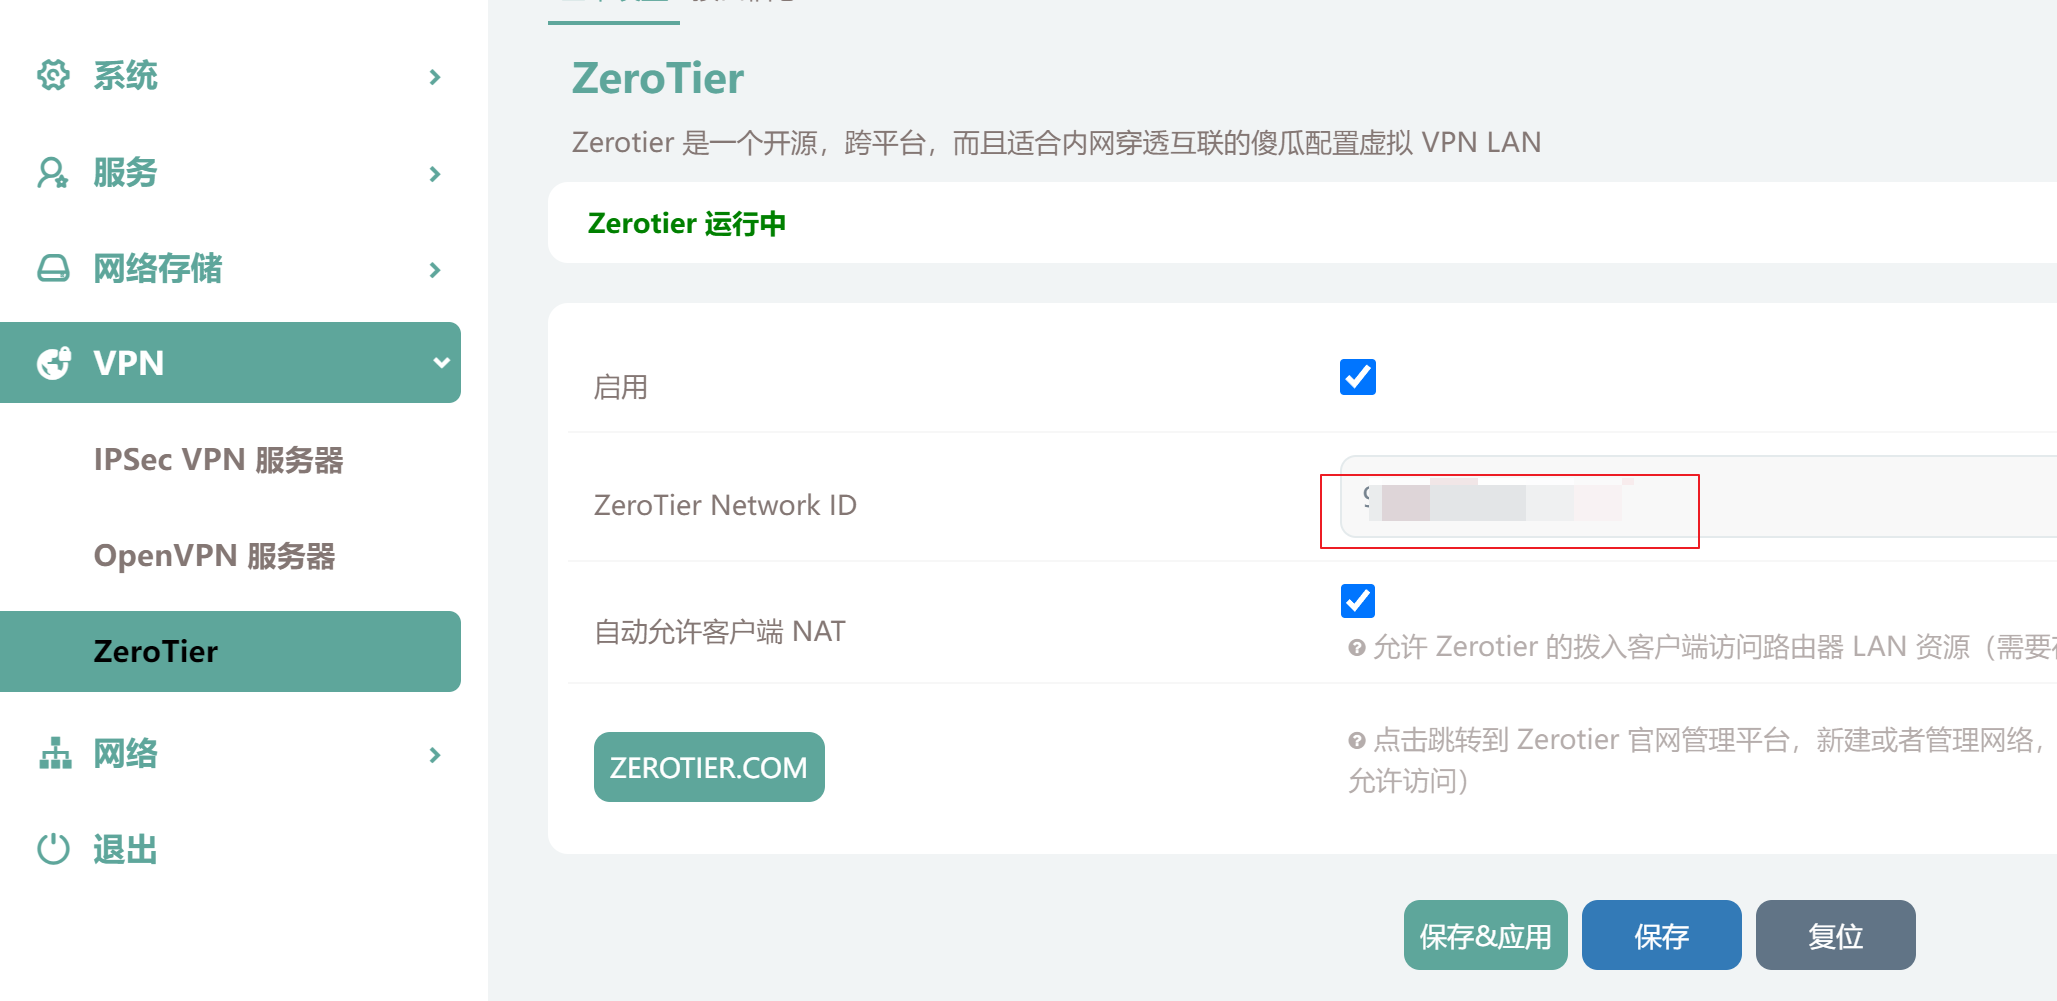 系统
服务
网络存储
VPN
IPSec VPN 服务器
OpenVPN 服务器
ZeroTier
网络
退出
ZeroTier
Zerotier 是一个开源，跨平台，而且适合内网穿透互联的傻瓜配置虚拟 VPN LAN
Zerotier 运行中
启用
ZeroTier Network ID
自动允许客户端 NAT
允许 Zerotier 的拨入客户端访问路由器 LAN 资源（需要
ZEROTIER.COM
点击跳转到 Zerotier 官网管理平台，新建或者管理网络，
允许访问）
保存&应用
保存
复位